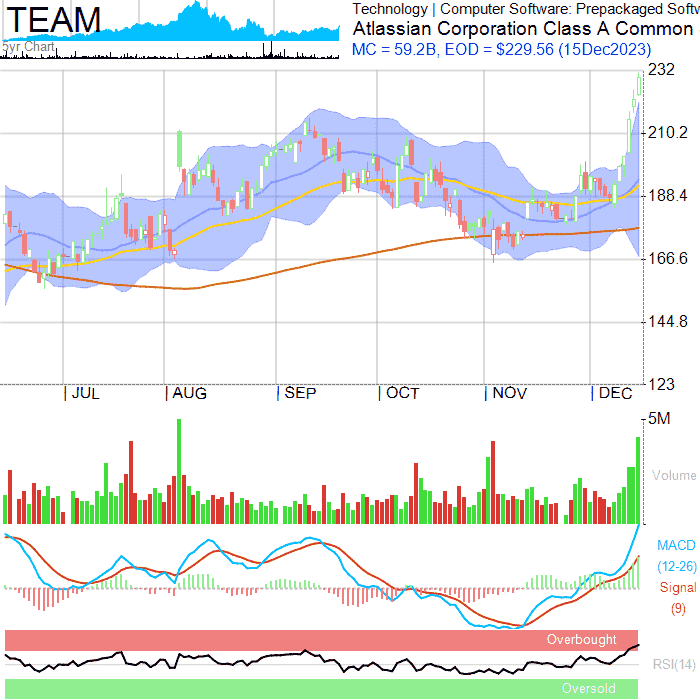 TEAM
5yr Chart
Technology | Computer Software: Prepackaged Softw
Atlassian Corporation Class A Common
MC = 59.2B, EOD = $229.56 (15Dec2023)
232
210.2
188.4
166.6
144.8
123
| JUL | AUG | SEP | OCT | NOV | DEC
5M
Volume
MACD
(12-26)
Signal
(9)
Overbought
RSI(14)
Oversold